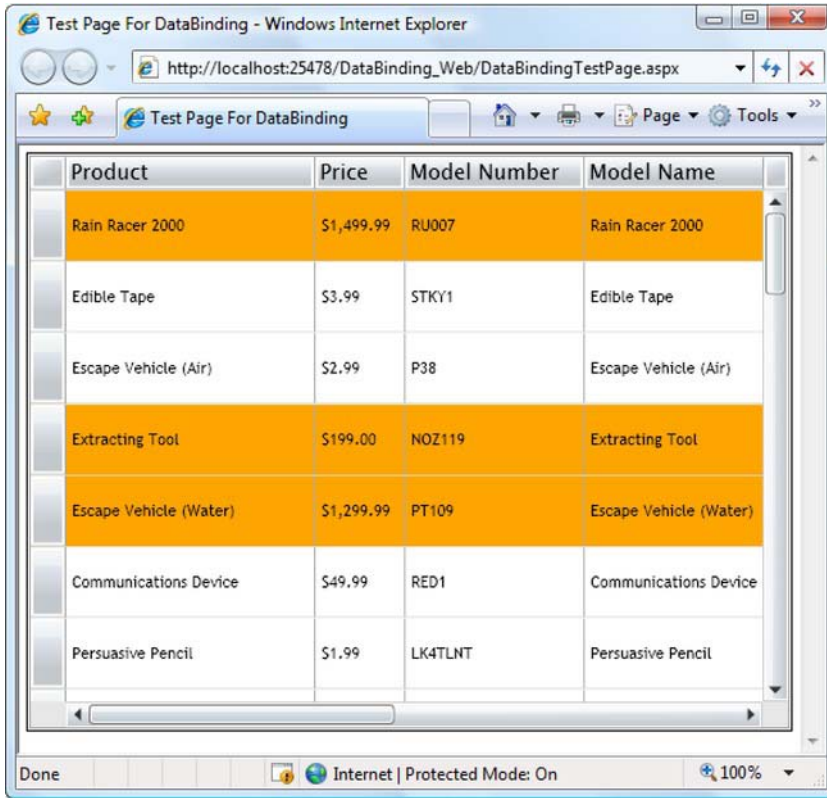 Test Page For DataBinding - Windows Internet Explorer
http://localhost:25478/DataBinding_Web/DataBindingTestPage.aspx
Test Page For DataBinding Page Tools »
Product Price Model Number Model Name
Rain Racer 2000 $1,499.99 RU007 Rain Racer 2000
Edible Tape $3.99 STKY1 Edible Tape
Escape Vehicle (Air) $2.99 P38 Escape Vehicle (Air)
Extracting Tool $199.00 NOZ119 Extracting Tool
Escape Vehicle (Water) $1,299.99 PT109 Escape Vehicle (Water)
Communications Device $49.99 RED1 Communications Device
Persuasive Pencil $1.99 LK4TLNT Persuasive Pencil
Done Internet | Protected Mode: On 100%